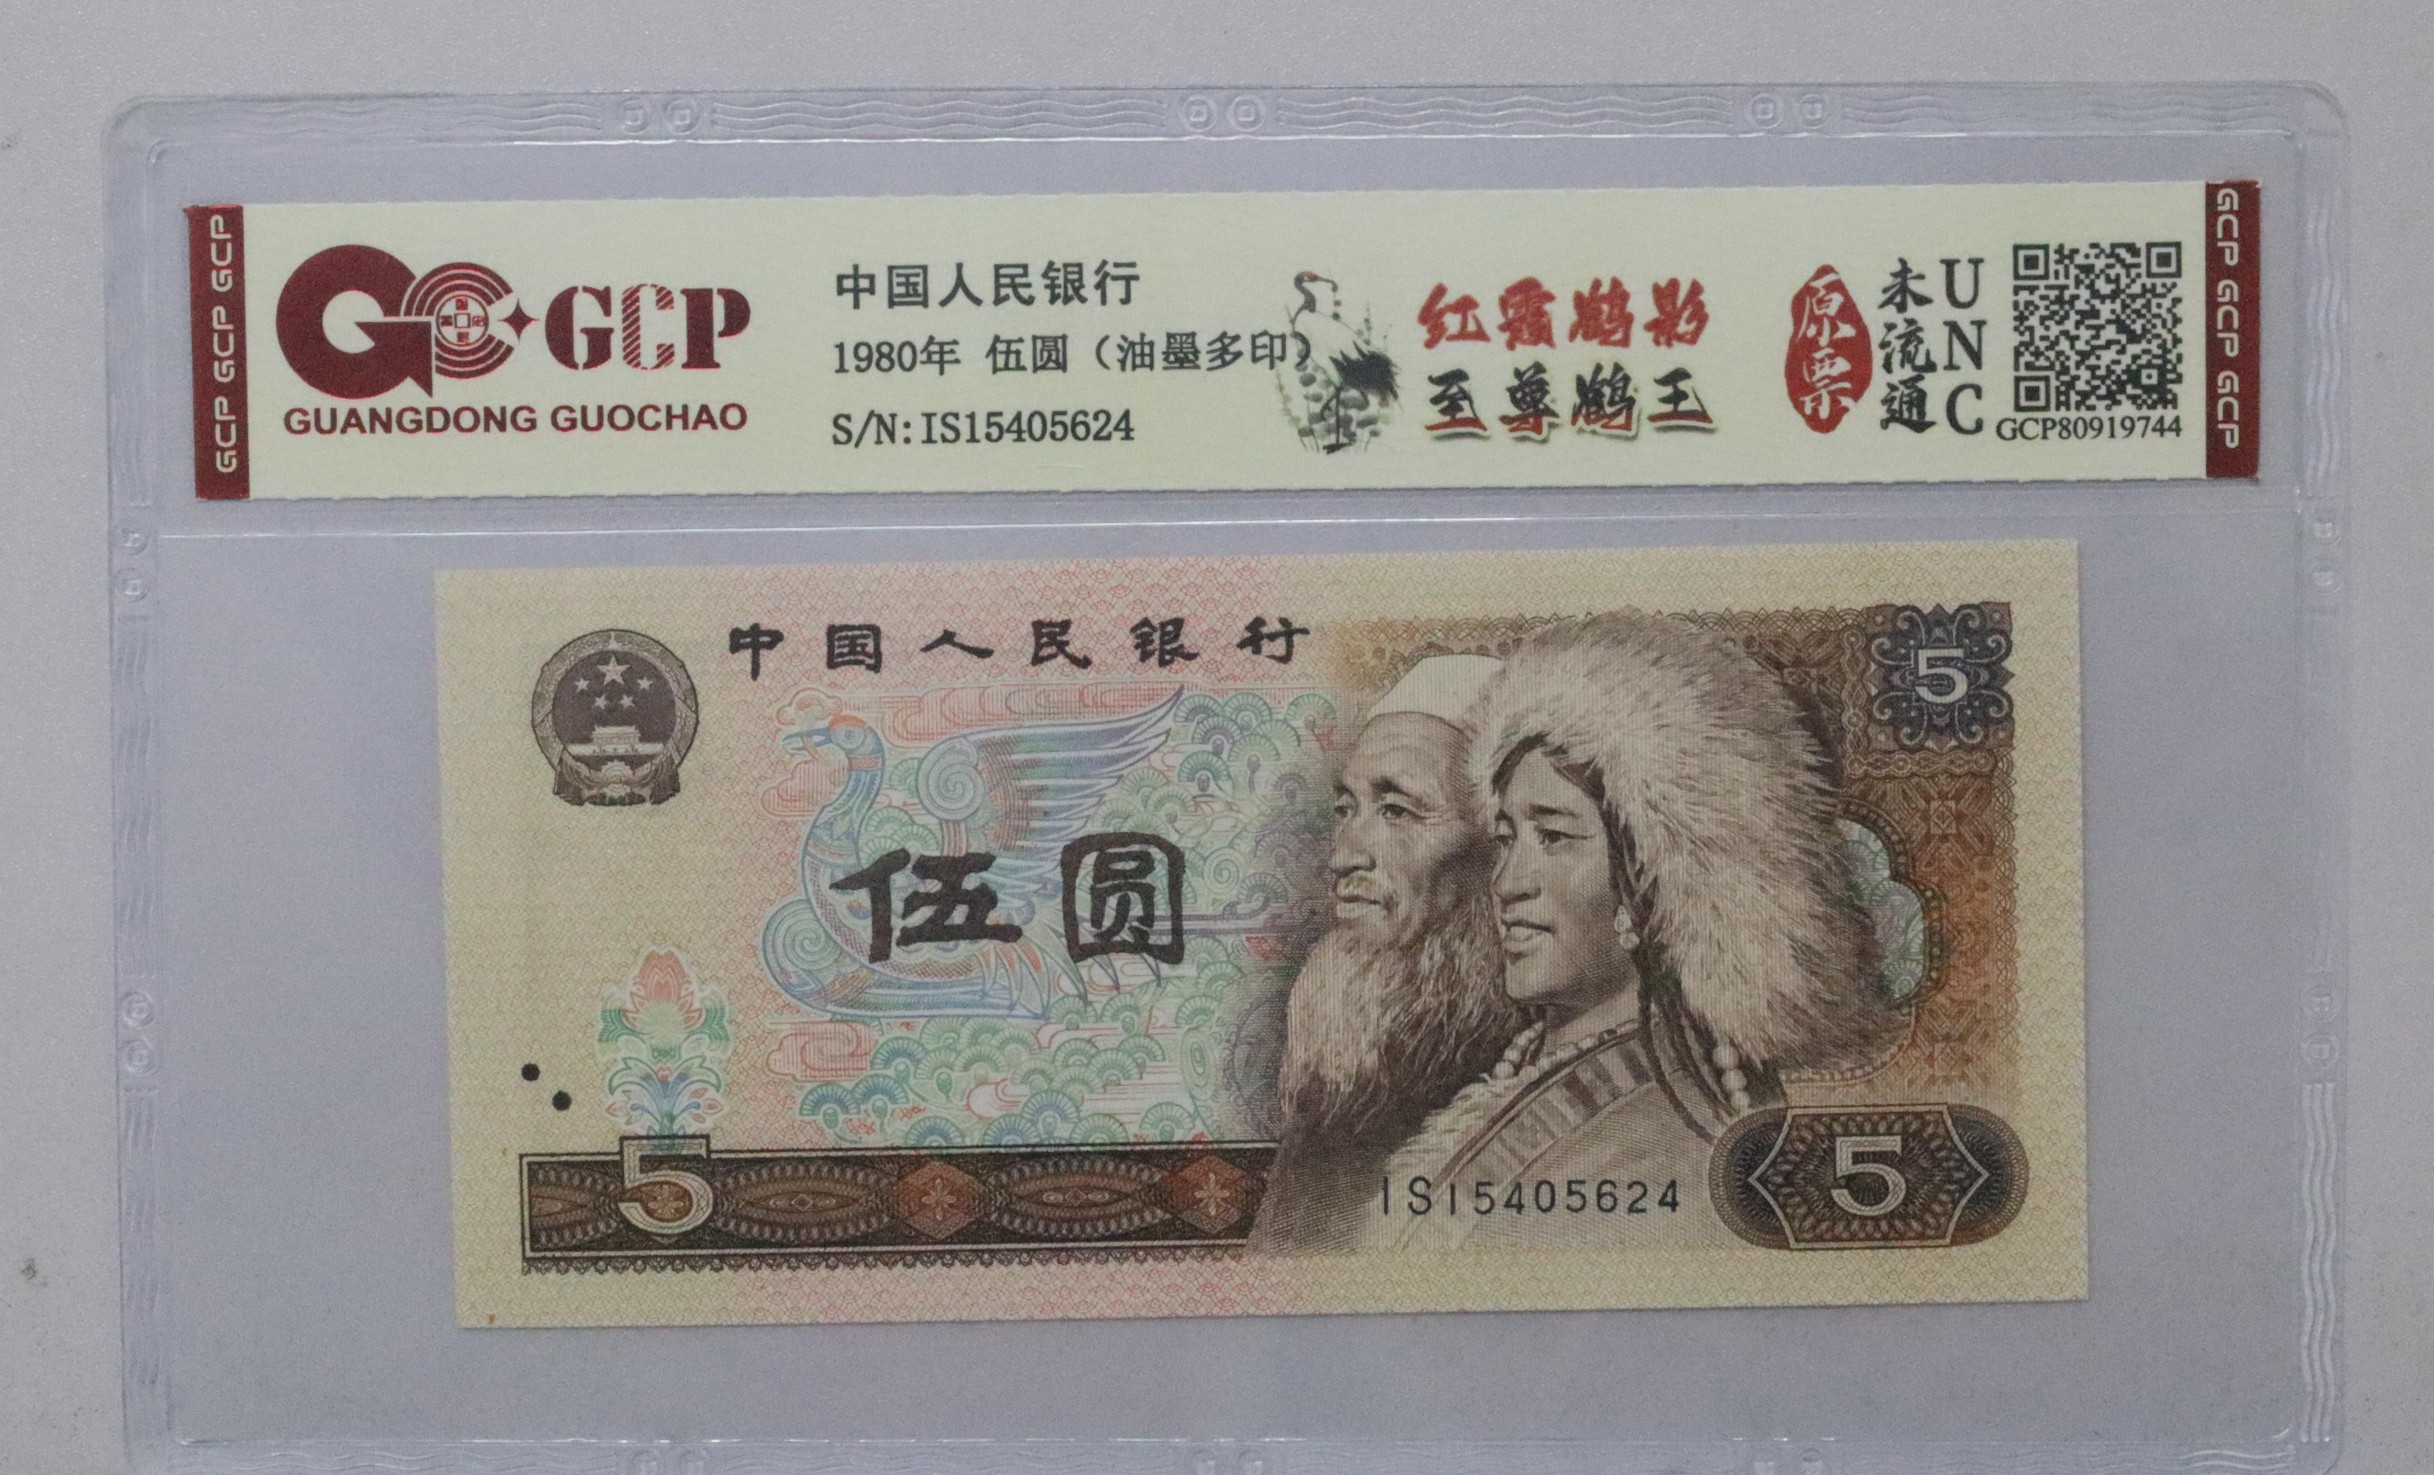 GCP GCP GCP
GCP
GUANGDONG GUOCHAO
中国人民银行
1980年 伍圆（油墨多印）
S/N: IS15405624
红霞鹤影
至尊鹤王
原票
未流通
UNC
GCP80919744
GCP GCP GCP
中国人民银行
5
伍圆
5
IS15405624
5